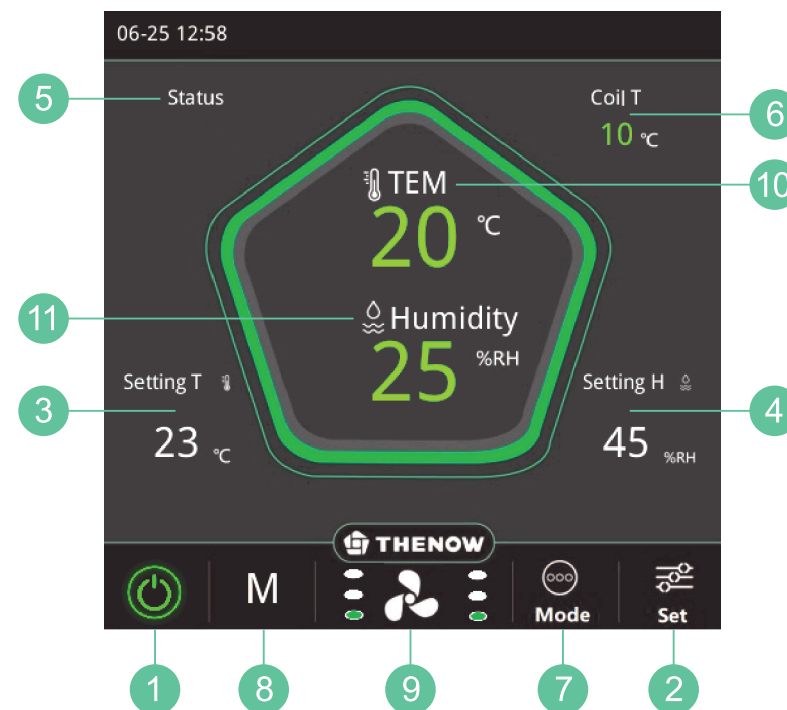 06-25 12:58
5
Status
Coil T
6
10 ℃
TEM
10
20 ℃
11
Humidity
25 %RH
Setting T
Setting H
3
4
23 ℃
45 %RH
THENOW
M
Mode
Set
1
8
9
7
2